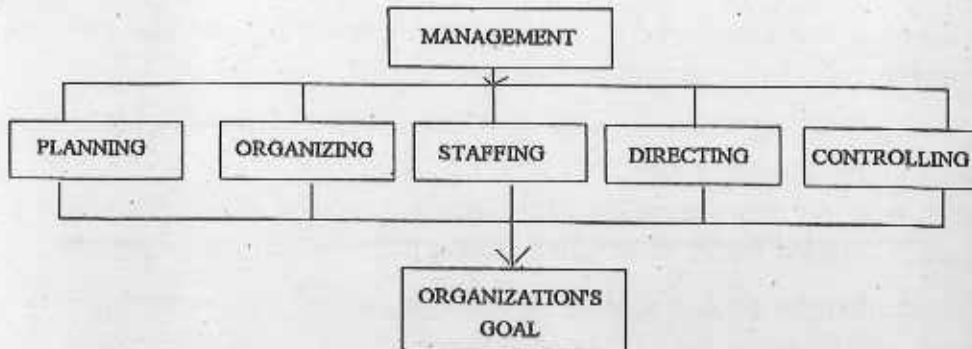 MANAGEMENT
PLANNING
ORGANIZING
STAFFING
DIRECTING
CONTROLLING
ORGANIZATION'S
GOAL